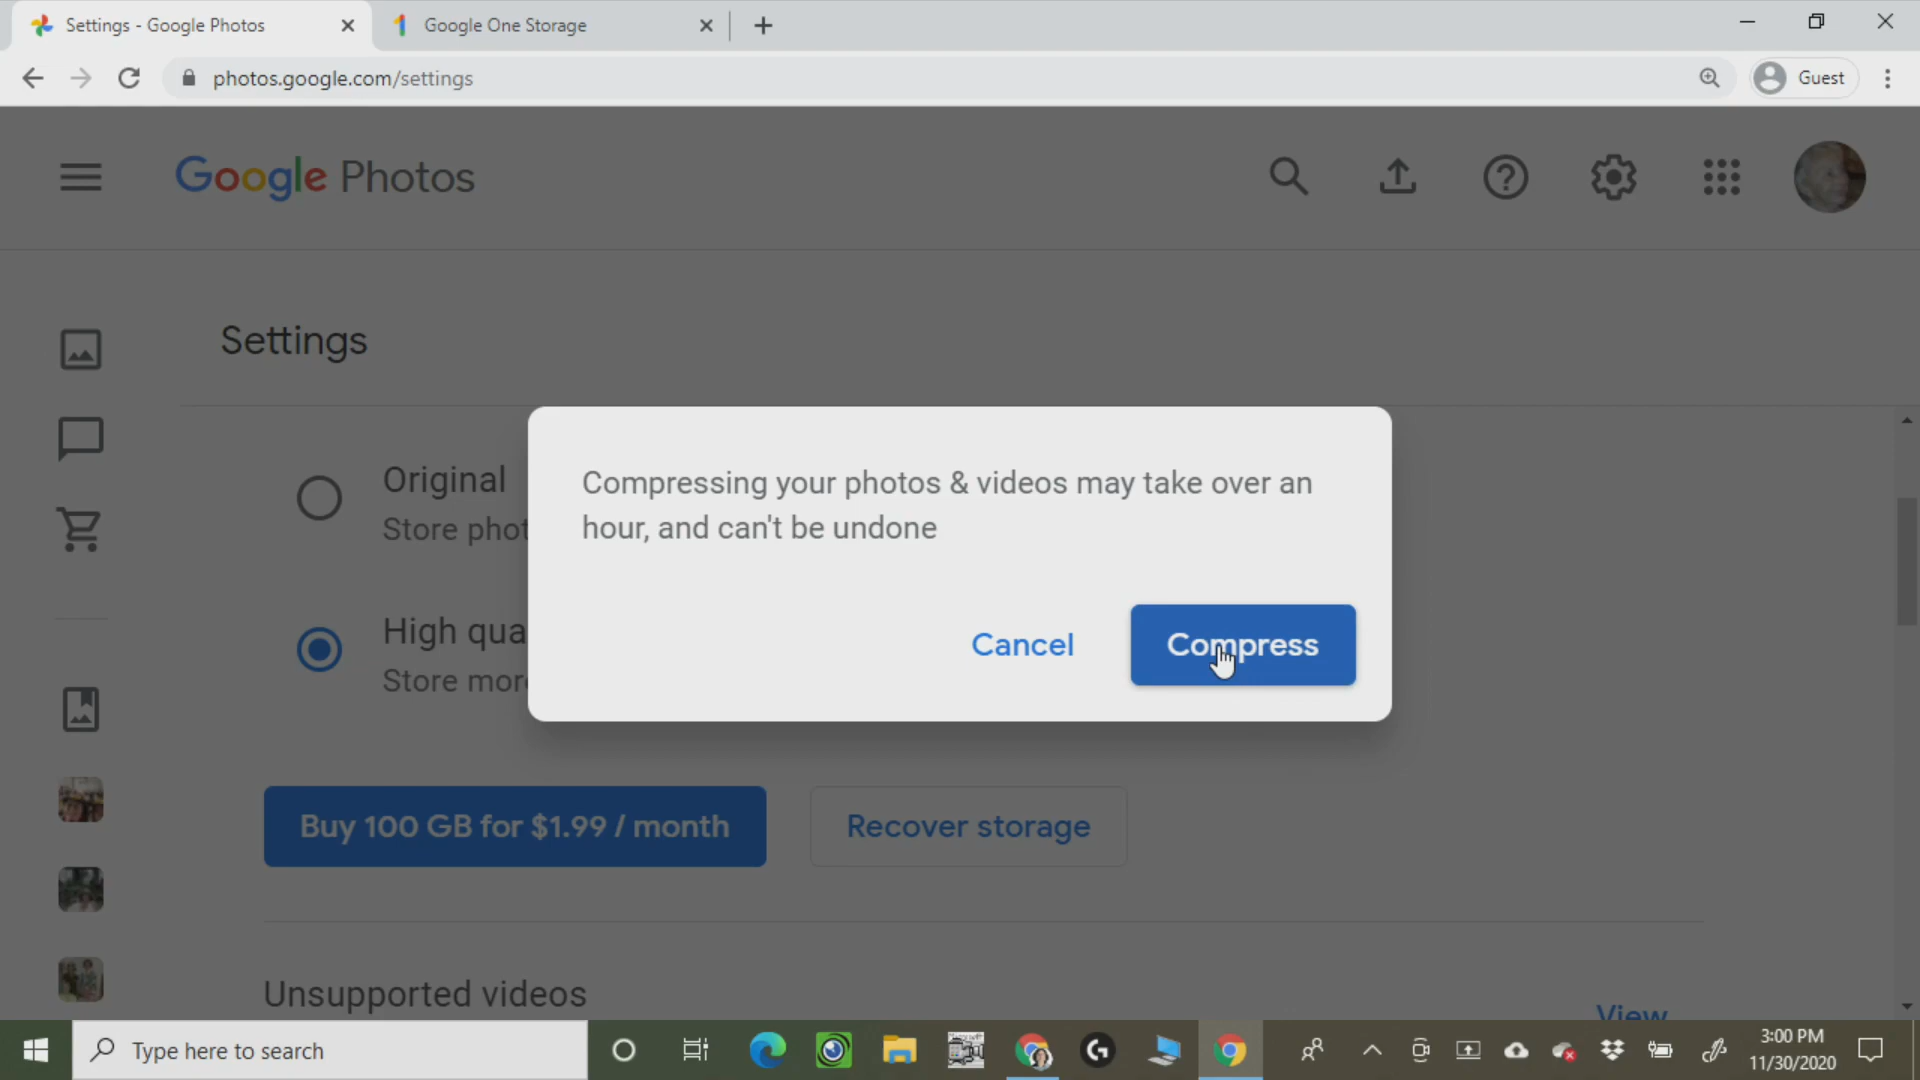 Settings - Google Photos
Google One Storage
photos.google.com/settings
Guest
Google Photos
Settings
Original
Store phot
High qua
Store mor
Compressing your photos & videos may take over an
hour, and can't be undone
Cancel
Compress
Buy 100 GB for $1.99 / month
Recover storage
Unsupported videos
View
Type here to search
3:00 PM
11/30/2020